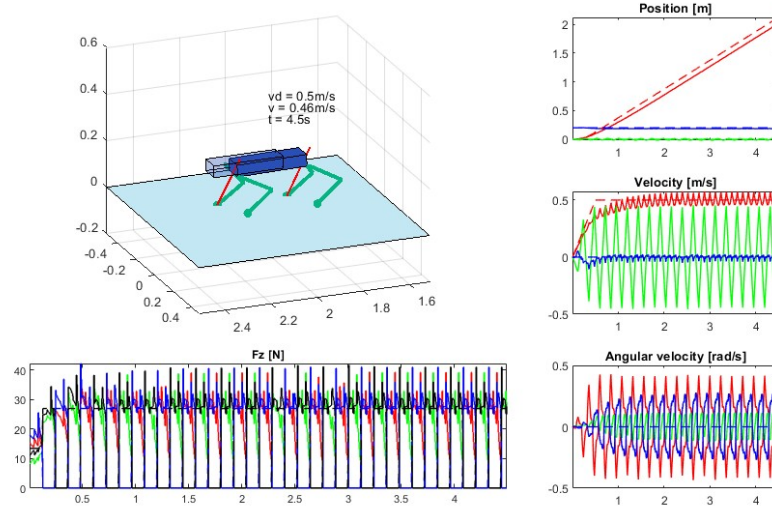 0.6
0.4
0.2
0
-0.2
-0.4
-0.2
0
0.2
0.4
2.4
2.2
2
1.8
1.6
vd = 0.5m/s
v = 0.46m/s
t = 4.5s
Position [m]
2
1.5
1
0.5
0
1 2 3 4
Velocity [m/s]
0.5
0
-0.5
1 2 3 4
Fz [N]
40
30
20
10
0
0.5 1 1.5 2 2.5 3 3.5 4
Angular velocity [rad/s]
0.5
0
-0.5
1 2 3 4